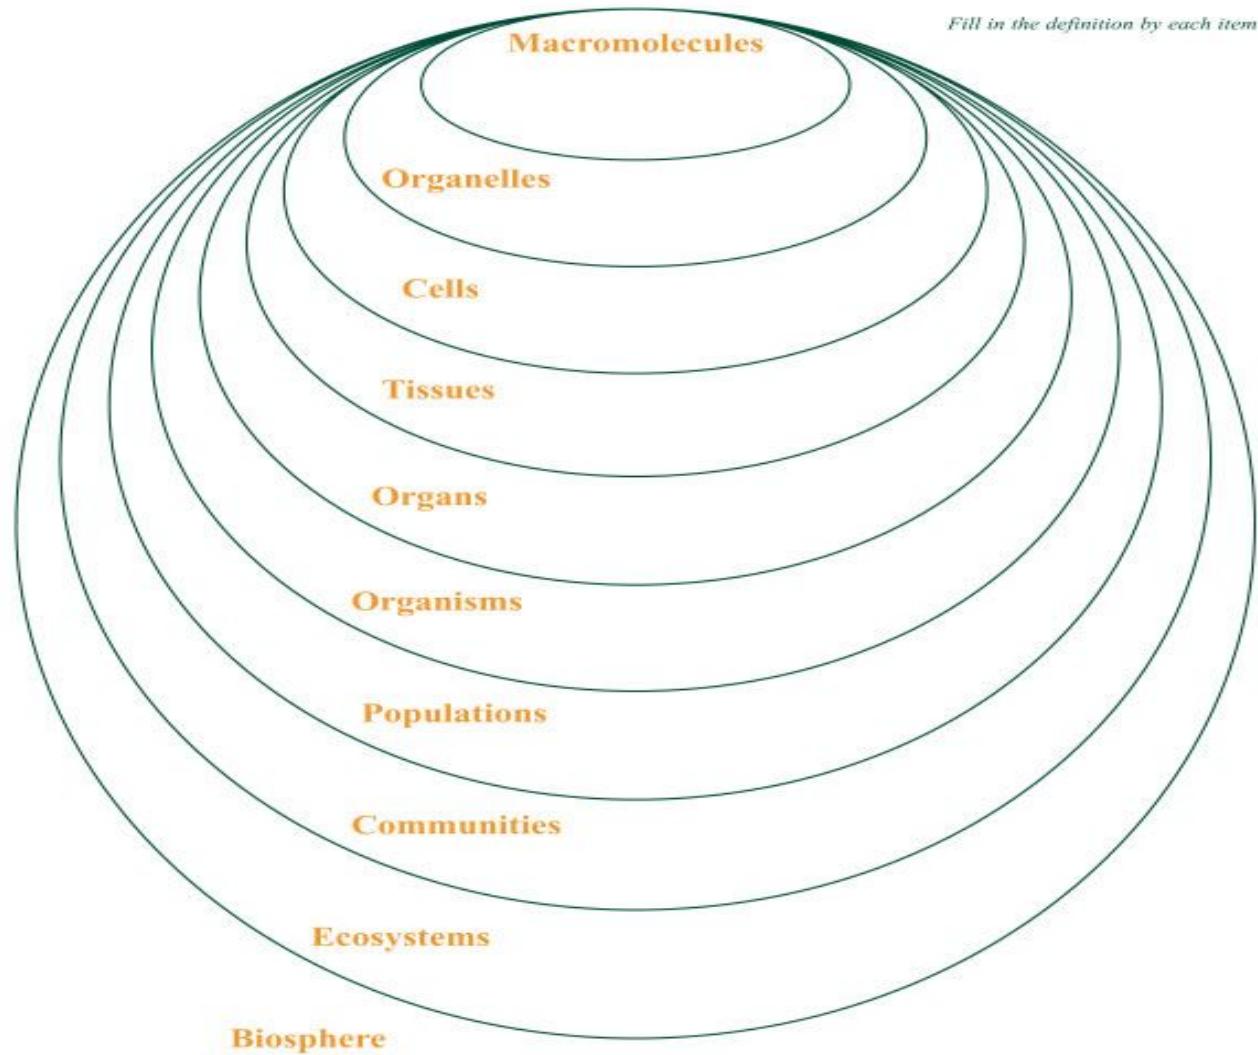 Fill in the definition by each item
Macromolecules
Organelles
Cells
Tissues
Organs
Organisms
Populations
Communities
Ecosystems
Biosphere